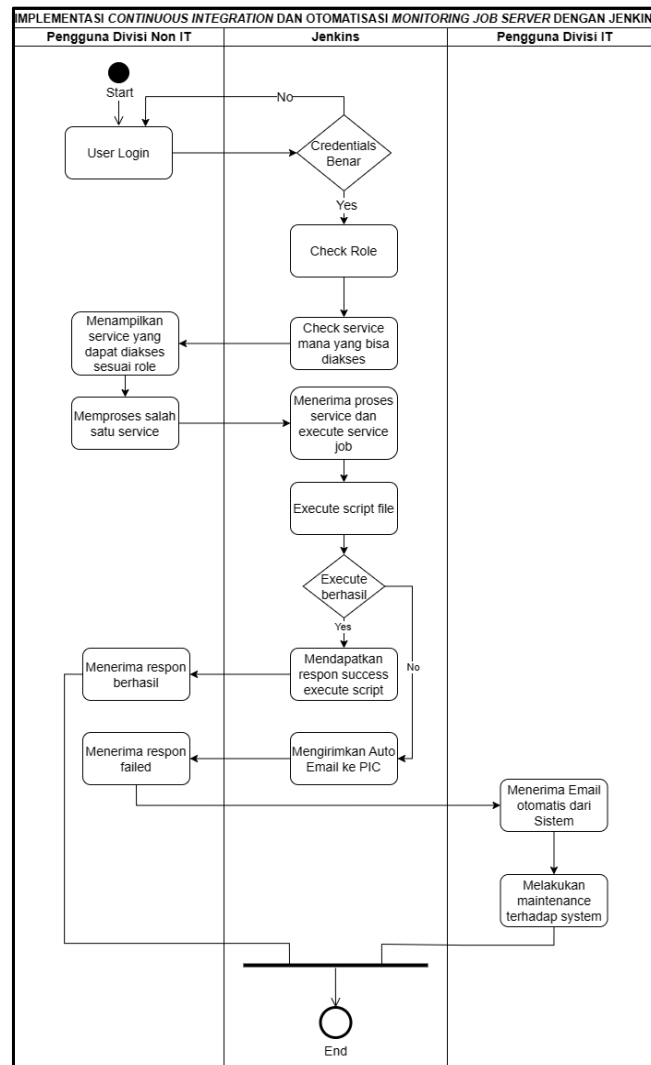 IMPLEMENTASI CONTINUOUS INTEGRATION DAN OTOMATISASI MONITORING JOB SERVER DENGAN JENKIN
Pengguna Divisi Non IT
Jenkins
Pengguna Divisi IT
Start
No
User Login
Credentials
Benar
Yes
Check Role
Menampilkan
service yang
dapat diakses
sesuai role
Check service
mana yang bisa
diakses
Memproses salah
satu service
Menerima proses
service dan
execute service
job
Execute script file
Execute
berhasil
Yes
No
Menerima respon
berhasil
Mendapatkan
respon success
execute script
Menerima respon
failed
Mengirimkan Auto
Email ke PIC
Menerima Email
otomatis dari
Sistem
Melakukan
maintenance
terhadap system
End